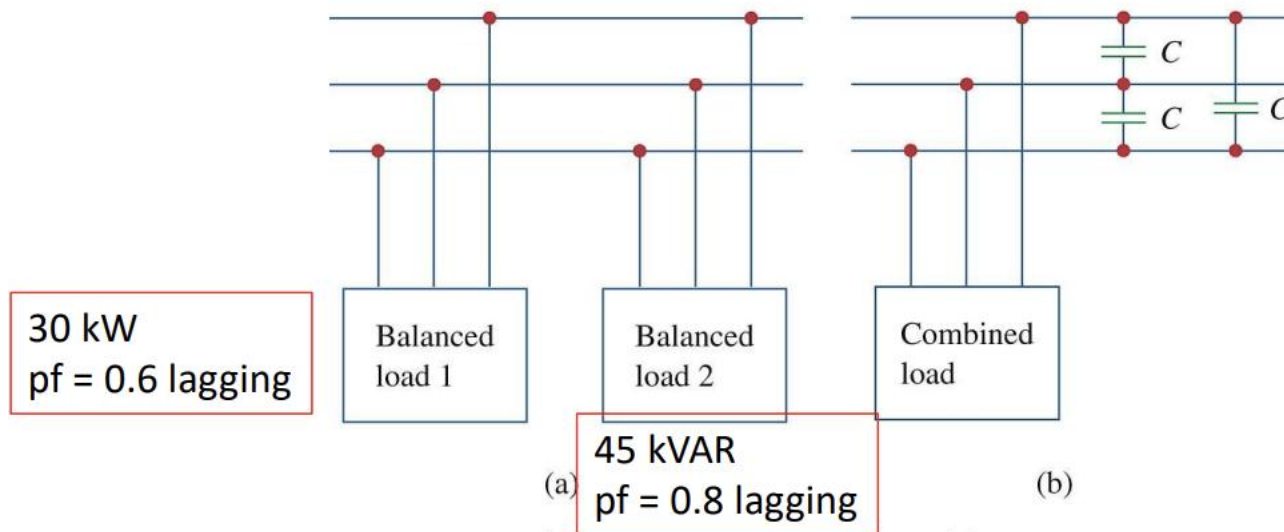 C
C
C
30 kW
pf = 0.6 lagging
Balanced
load 1
Balanced
load 2
Combined
load
45 kVAR
pf = 0.8 lagging
(a)
(b)